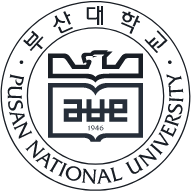 · 부산대학교 ·
PUSAN NATIONAL UNIVERSITY
1946